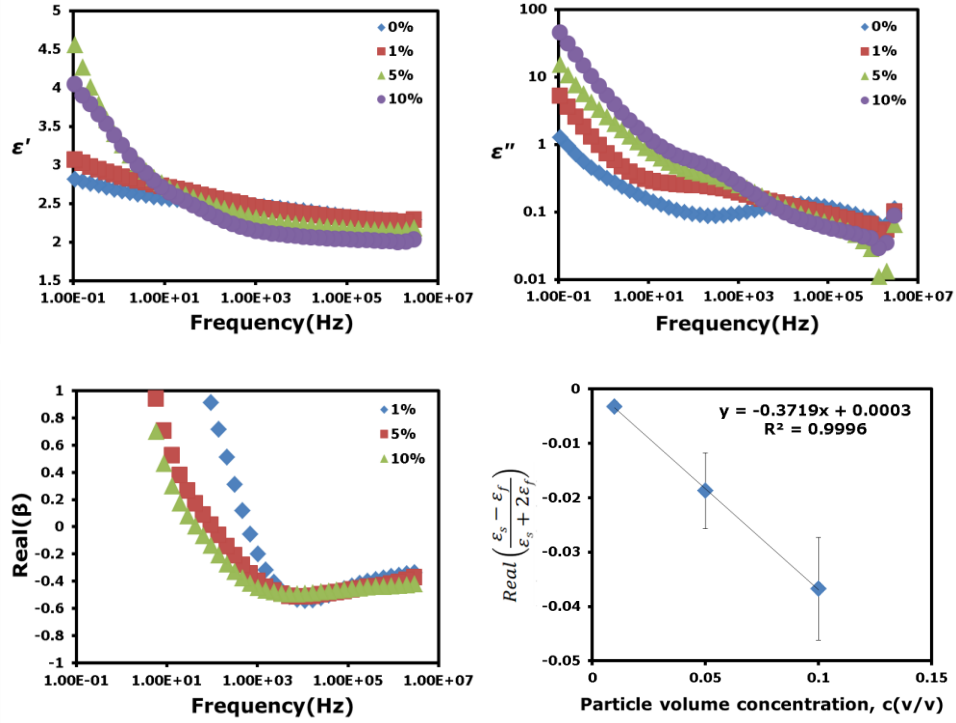 5
4.5
4
3.5
3
2.5
2
1.5
ε′
1.00E-01 1.00E+01 1.00E+03 1.00E+05 1.00E+07
Frequency(Hz)
0%
1%
5%
10%
100
10
1
0.1
0.01
ε″
1.00E-01 1.00E+01 1.00E+03 1.00E+05 1.00E+07
Frequency(Hz)
0%
1%
5%
10%
1
0.8
0.6
0.4
0.2
0
-0.2
-0.4
-0.6
-0.8
-1
Real(β)
1.00E-01 1.00E+01 1.00E+03 1.00E+05 1.00E+07
Frequency(Hz)
1%
5%
10%
0
-0.01
-0.02
-0.03
-0.04
-0.05
Real (εs − εf / εs + 2εf)
y = -0.3719x + 0.0003
R² = 0.9996
0 0.05 0.1 0.15
Particle volume concentration, c(v/v)